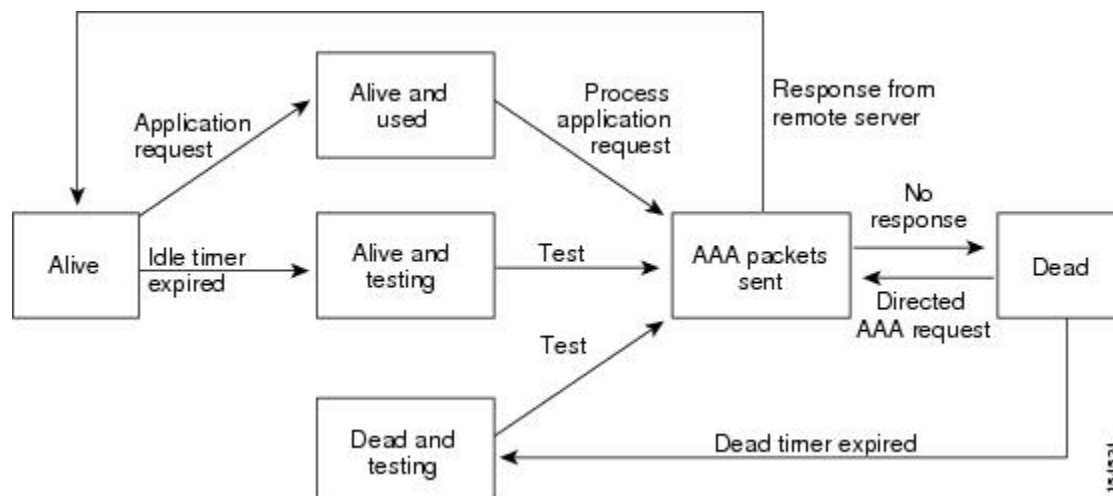 Alive and
used
Process
application
request
Response from
remote server
Application
request
No
response
Alive
Idle timer
expired
Alive and
testing
Test
AAA packets
sent
Dead
Directed
AAA request
Test
Dead and
testing
Dead timer expired